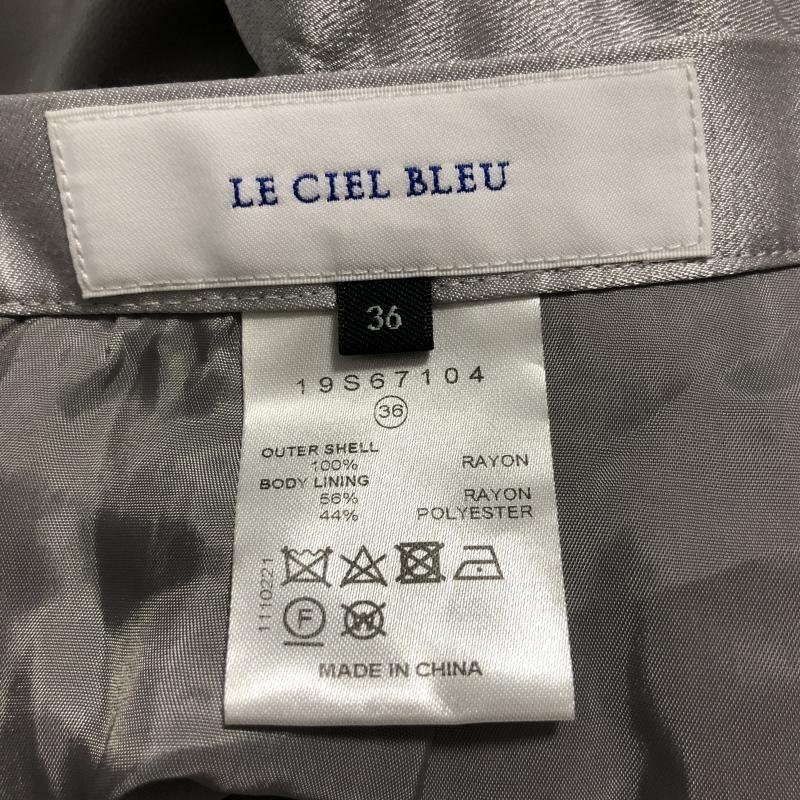 LE CIEL BLEU
36
19S67104
36
OUTER SHELL
100% RAYON
BODY LINING
56% RAYON
44% POLYESTER
1110221
F W
MADE IN CHINA